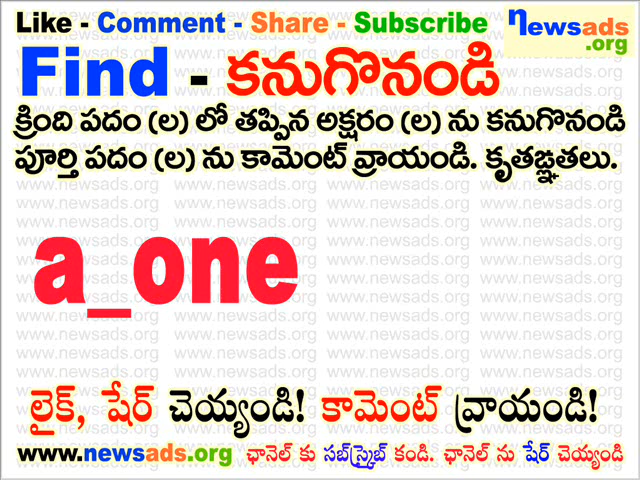 Like - Comment - Share - Subscribe
newsads
.org
Find - కనుగొనండి
క్రింది పదం (ల) లో తప్పిన అక్షరం (ల) ను కనుగొనండి
పూర్తి పదం (ల) ను కామెంట్ వ్రాయండి. కృతఙ్ఞతలు.
a_one
లైక్, షేర్ చెయ్యండి! కామెంట్ వ్రాయండి!
www.newsads.org ఛానెల్ కు సబ్‌స్క్రైబ్ కండి. ఛానెల్ ను షేర్ చెయ్యండి